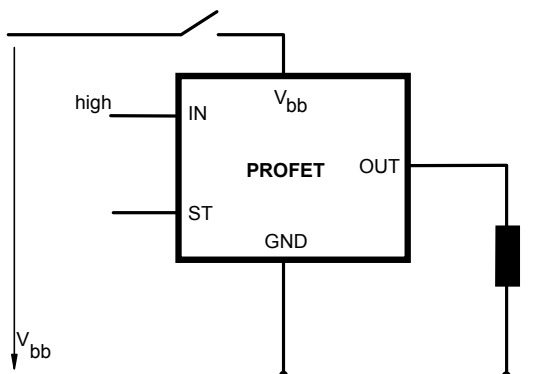 V_bb
high
IN
PROFET
OUT
ST
GND
V_bb